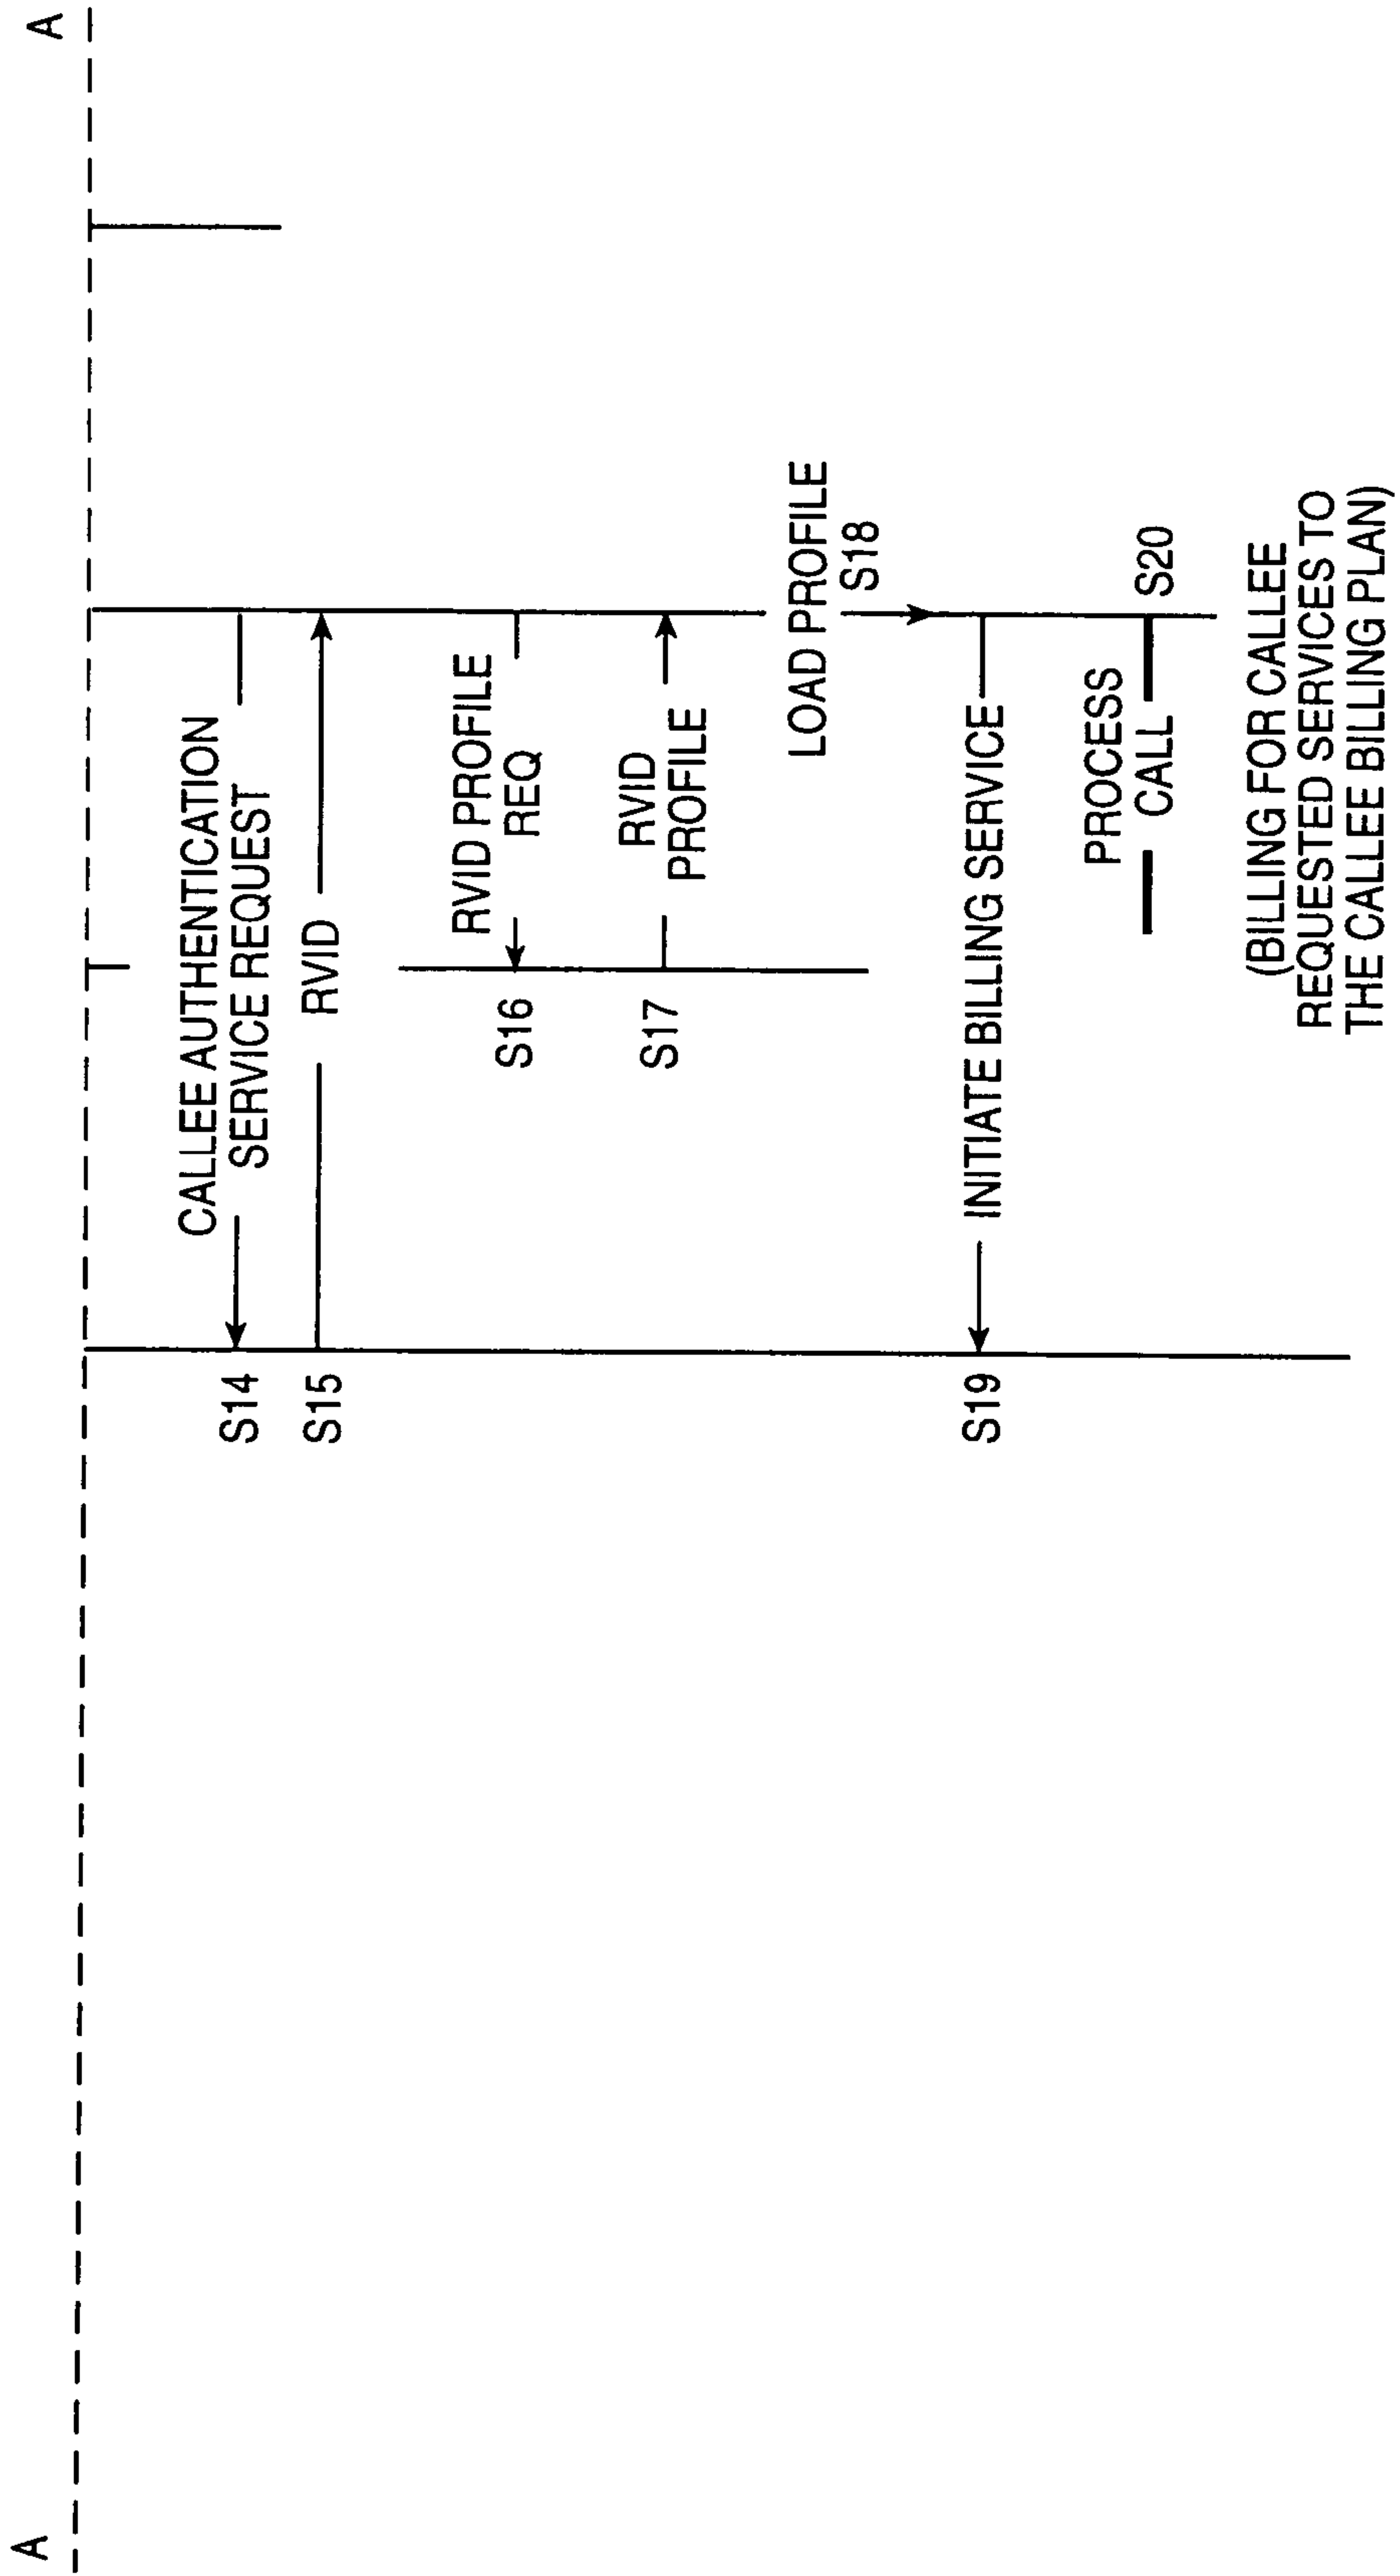 A
A
CALLEE AUTHENTICATION
SERVICE REQUEST
S14
RVID
S15
RVID PROFILE
REQ
S16
RVID
PROFILE
S17
LOAD PROFILE
S18
INITIATE BILLING SERVICE
S19
PROCESS
CALL
S20
(BILLING FOR CALLEE
REQUESTED SERVICES TO
THE CALLEE BILLING PLAN)